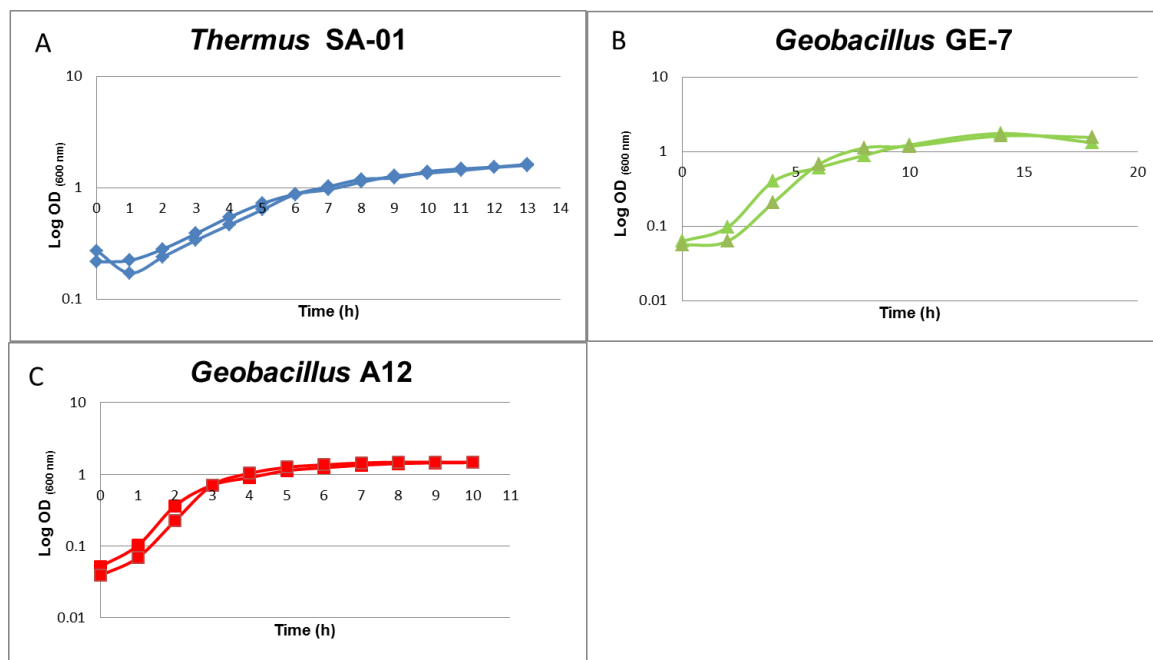 A
Thermus SA-01
10
1
0.1
0 1 2 3 4 5 6 7 8 9 10 11 12 13 14
Log OD (600 nm)
Time (h)
B
Geobacillus GE-7
10
1
0.1
0.01
0 5 10 15 20
Log OD (600 nm)
Time (h)
C
Geobacillus A12
10
1
0.1
0.01
0 1 2 3 4 5 6 7 8 9 10 11
Log OD (600 nm)
Time (h)